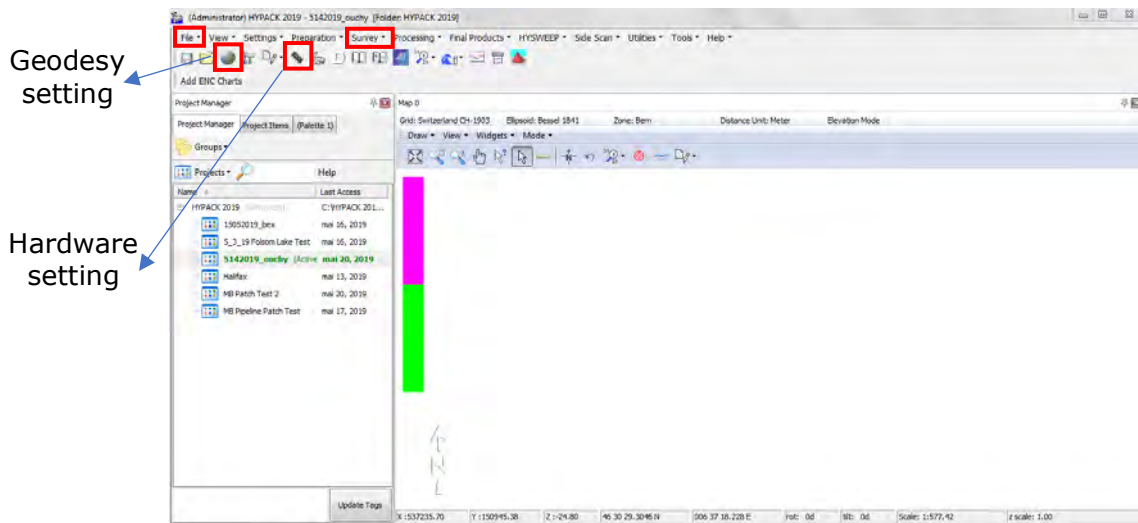 (Administrator) HYPACK 2019 - 5142019_ouchy [Folder: HYPACK 2019]
File View Settings Preparation Survey Processing Final Products HYSWEEP Side Scan Utilities Tools Help
Geodesy
setting
Add ENC Charts
Project Manager
Project Manager Project Items (Palette 1)
Groups
Projects Help
Name Last Access
HYPACK 2019 C:\HYPACK 201...
15052019_bex mai 16, 2019
5_3_19 Folsom Lake Test mai 16, 2019
5142019_ouchy (Active mai 20, 2019
Halifax mai 13, 2019
MB Patch Test 2 mai 20, 2019
MB Pipeline Patch Test mai 17, 2019
Hardware
setting
Update Tags
Map 0
Grid: Switzerland CH-1903 Ellipsoid: Bessel 1841 Zone: Bern Distance Unit: Meter Elevation Mode
Draw View Widgets Mode
X :537235.70 Y :150945.38 Z :-24.80 46 30 29.3046 N 006 37 18.228 E rot: 0d tilt: 0d Scale: 1:577.42 z scale: 1.00